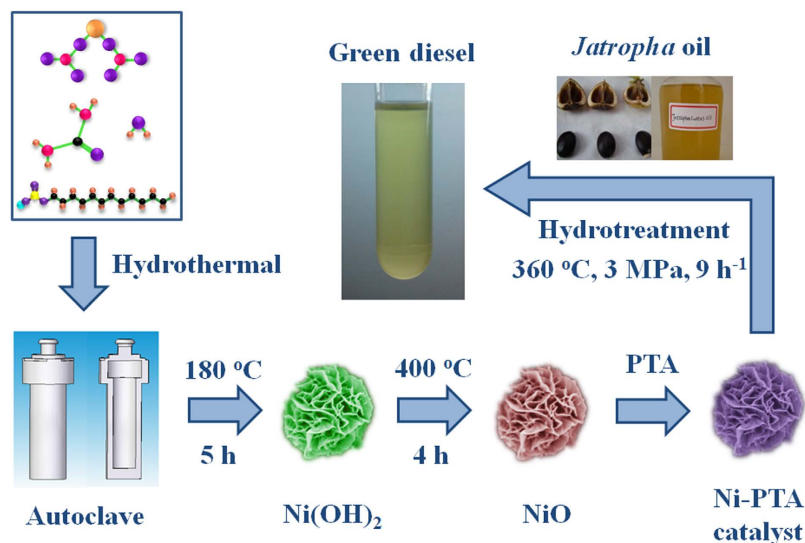 Green diesel
Jatropha oil
Hydrotreatment
360 °C, 3 MPa, 9 h⁻¹
Hydrothermal
180 °C
5 h
400 °C
4 h
PTA
Autoclave
Ni(OH)₂
NiO
Ni-PTA
catalyst